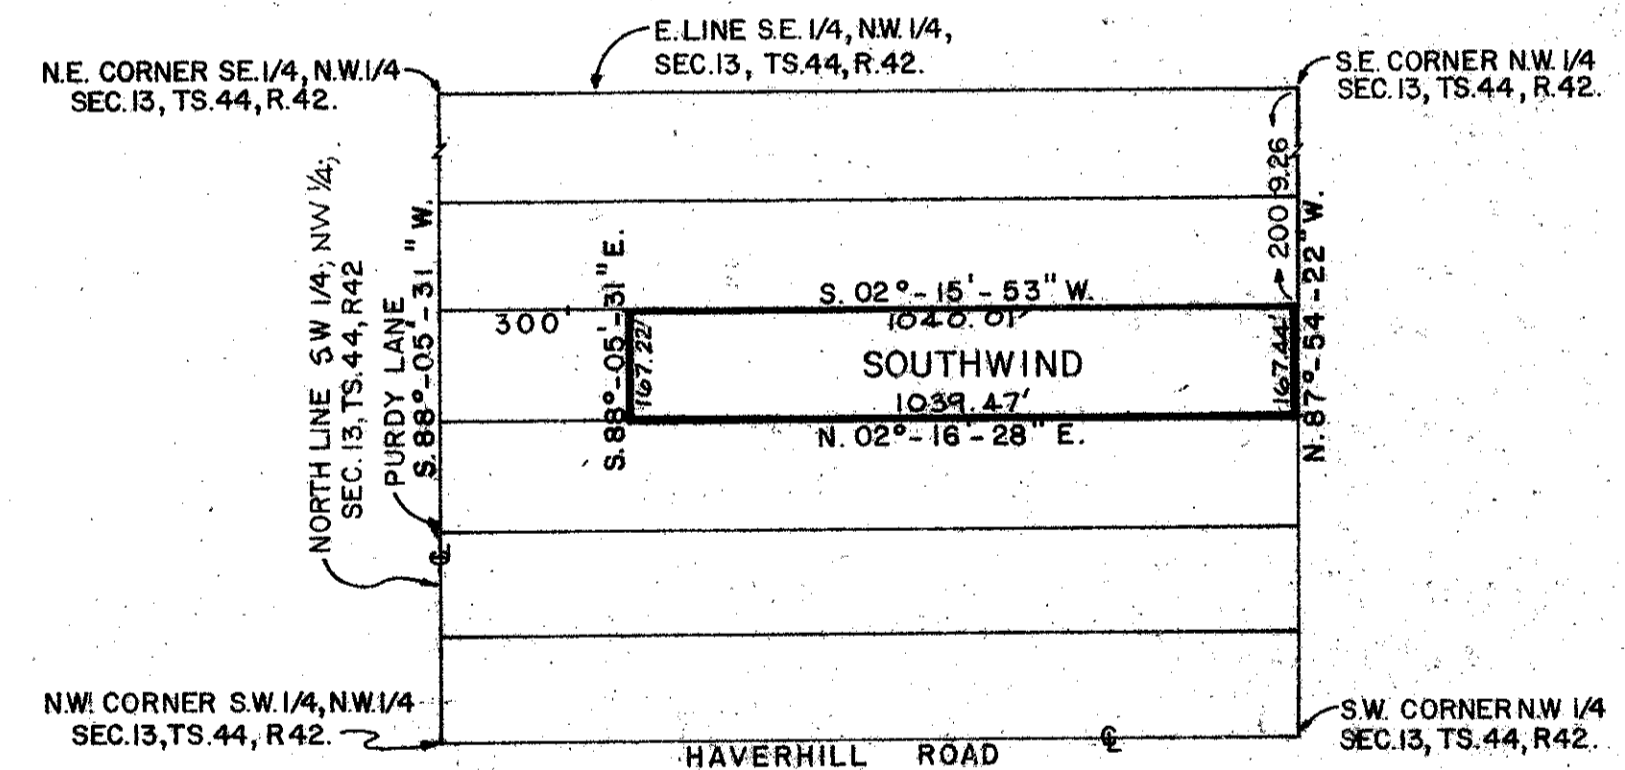 E. LINE S.E. 1/4, N.W. 1/4,
SEC.13, TS.44, R.42.
N.E. CORNER SE.1/4, N.W.1/4
SEC.13, TS.44, R.42.
S.E. CORNER N.W. 1/4
SEC.13, TS.44, R.42.
NORTH LINE SW 1/4; NW 1/4;
SEC.13, TS.44, R42
PURDY LANE
S.88°-05'-31" W.
300'
S.88°-05'-31" E.
167.22'
S. 02°-15'-53" W.
1040.01'
SOUTHWIND
1039.47'
N. 02°-16'-28" E.
167.44'
2009.26
N.87°-54'-22" W.
℄
N.W. CORNER S.W. 1/4, N.W.1/4
SEC.13, TS.44, R 42.
HAVERHILL ROAD
℄
S.W. CORNER N.W 1/4
SEC.13, TS.44, R42.